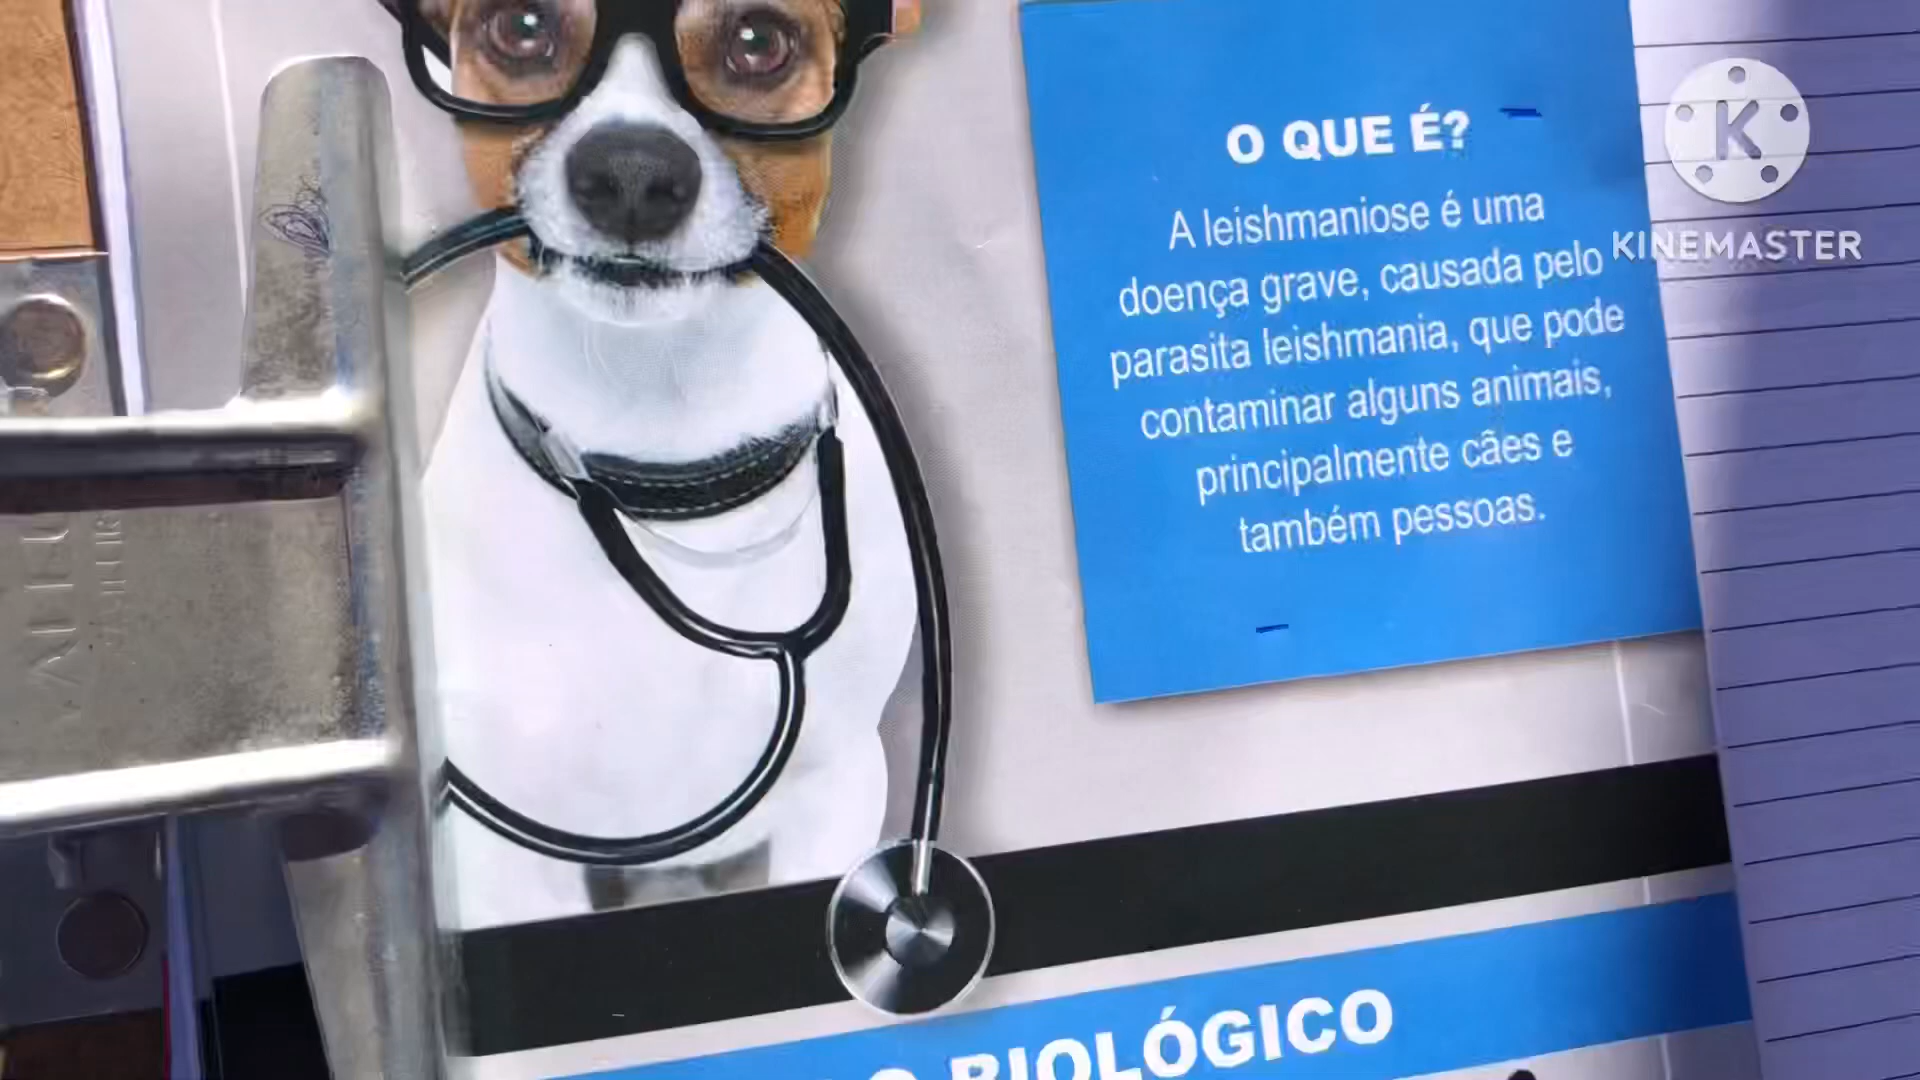 O QUE É?
A leishmaniose é uma
doença grave, causada pelo
parasita leishmania, que pode
contaminar alguns animais,
principalmente cães e
também pessoas.
K
KINEMASTER
BIOLÓGICO